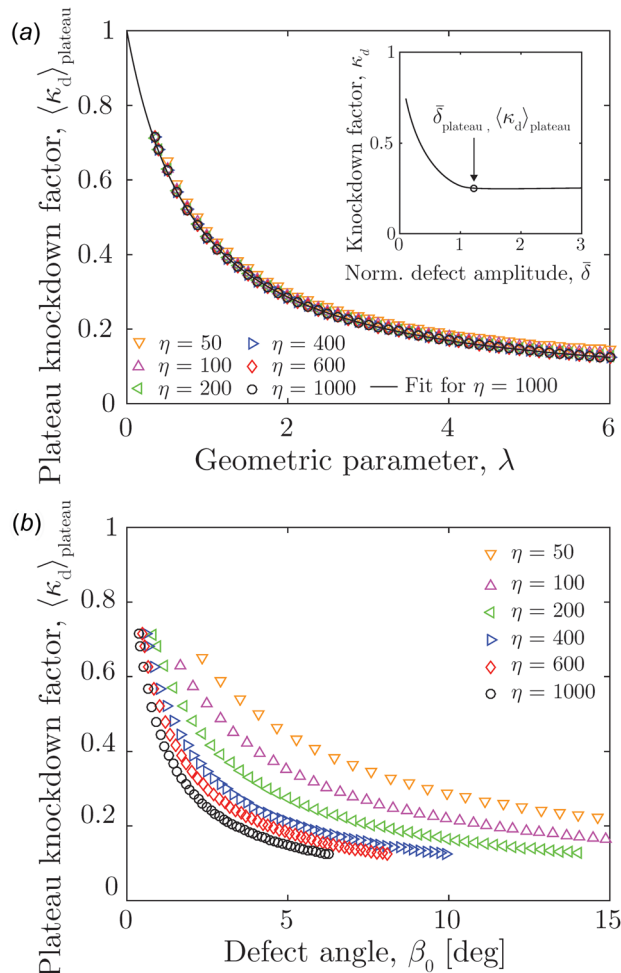 (a)
Plateau knockdown factor, ⟨κd⟩plateau
1
0.8
0.6
0.4
0.2
0
0 2 4 6
Geometric parameter, λ
η = 50
η = 100
η = 200
η = 400
η = 600
η = 1000
Fit for η = 1000
Knockdown factor, κd
1
0.5
0
0 1 2 3
Norm. defect amplitude, δ̄
δ̄plateau , ⟨κd⟩plateau
(b)
Plateau knockdown factor, ⟨κd⟩plateau
1
0.8
0.6
0.4
0.2
0
0 5 10 15
Defect angle, β0 [deg]
η = 50
η = 100
η = 200
η = 400
η = 600
η = 1000